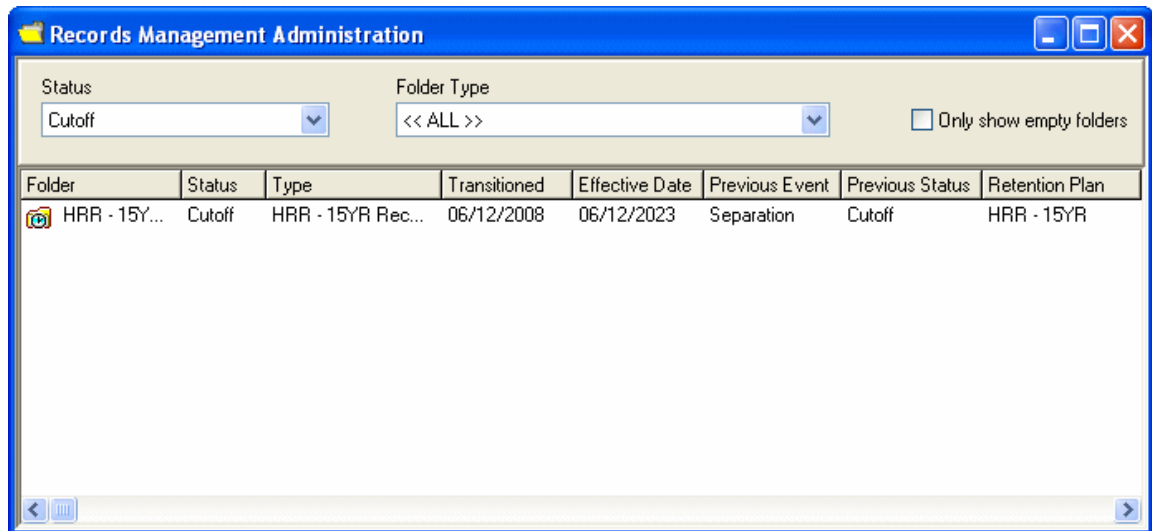 Records Management Administration
Status Folder Type
Cutoff << ALL >> Only show empty folders
Folder Status Type Transitioned Effective Date Previous Event Previous Status Retention Plan
HRR - 15Y... Cutoff HRR - 15YR Rec... 06/12/2008 06/12/2023 Separation Cutoff HRR - 15YR